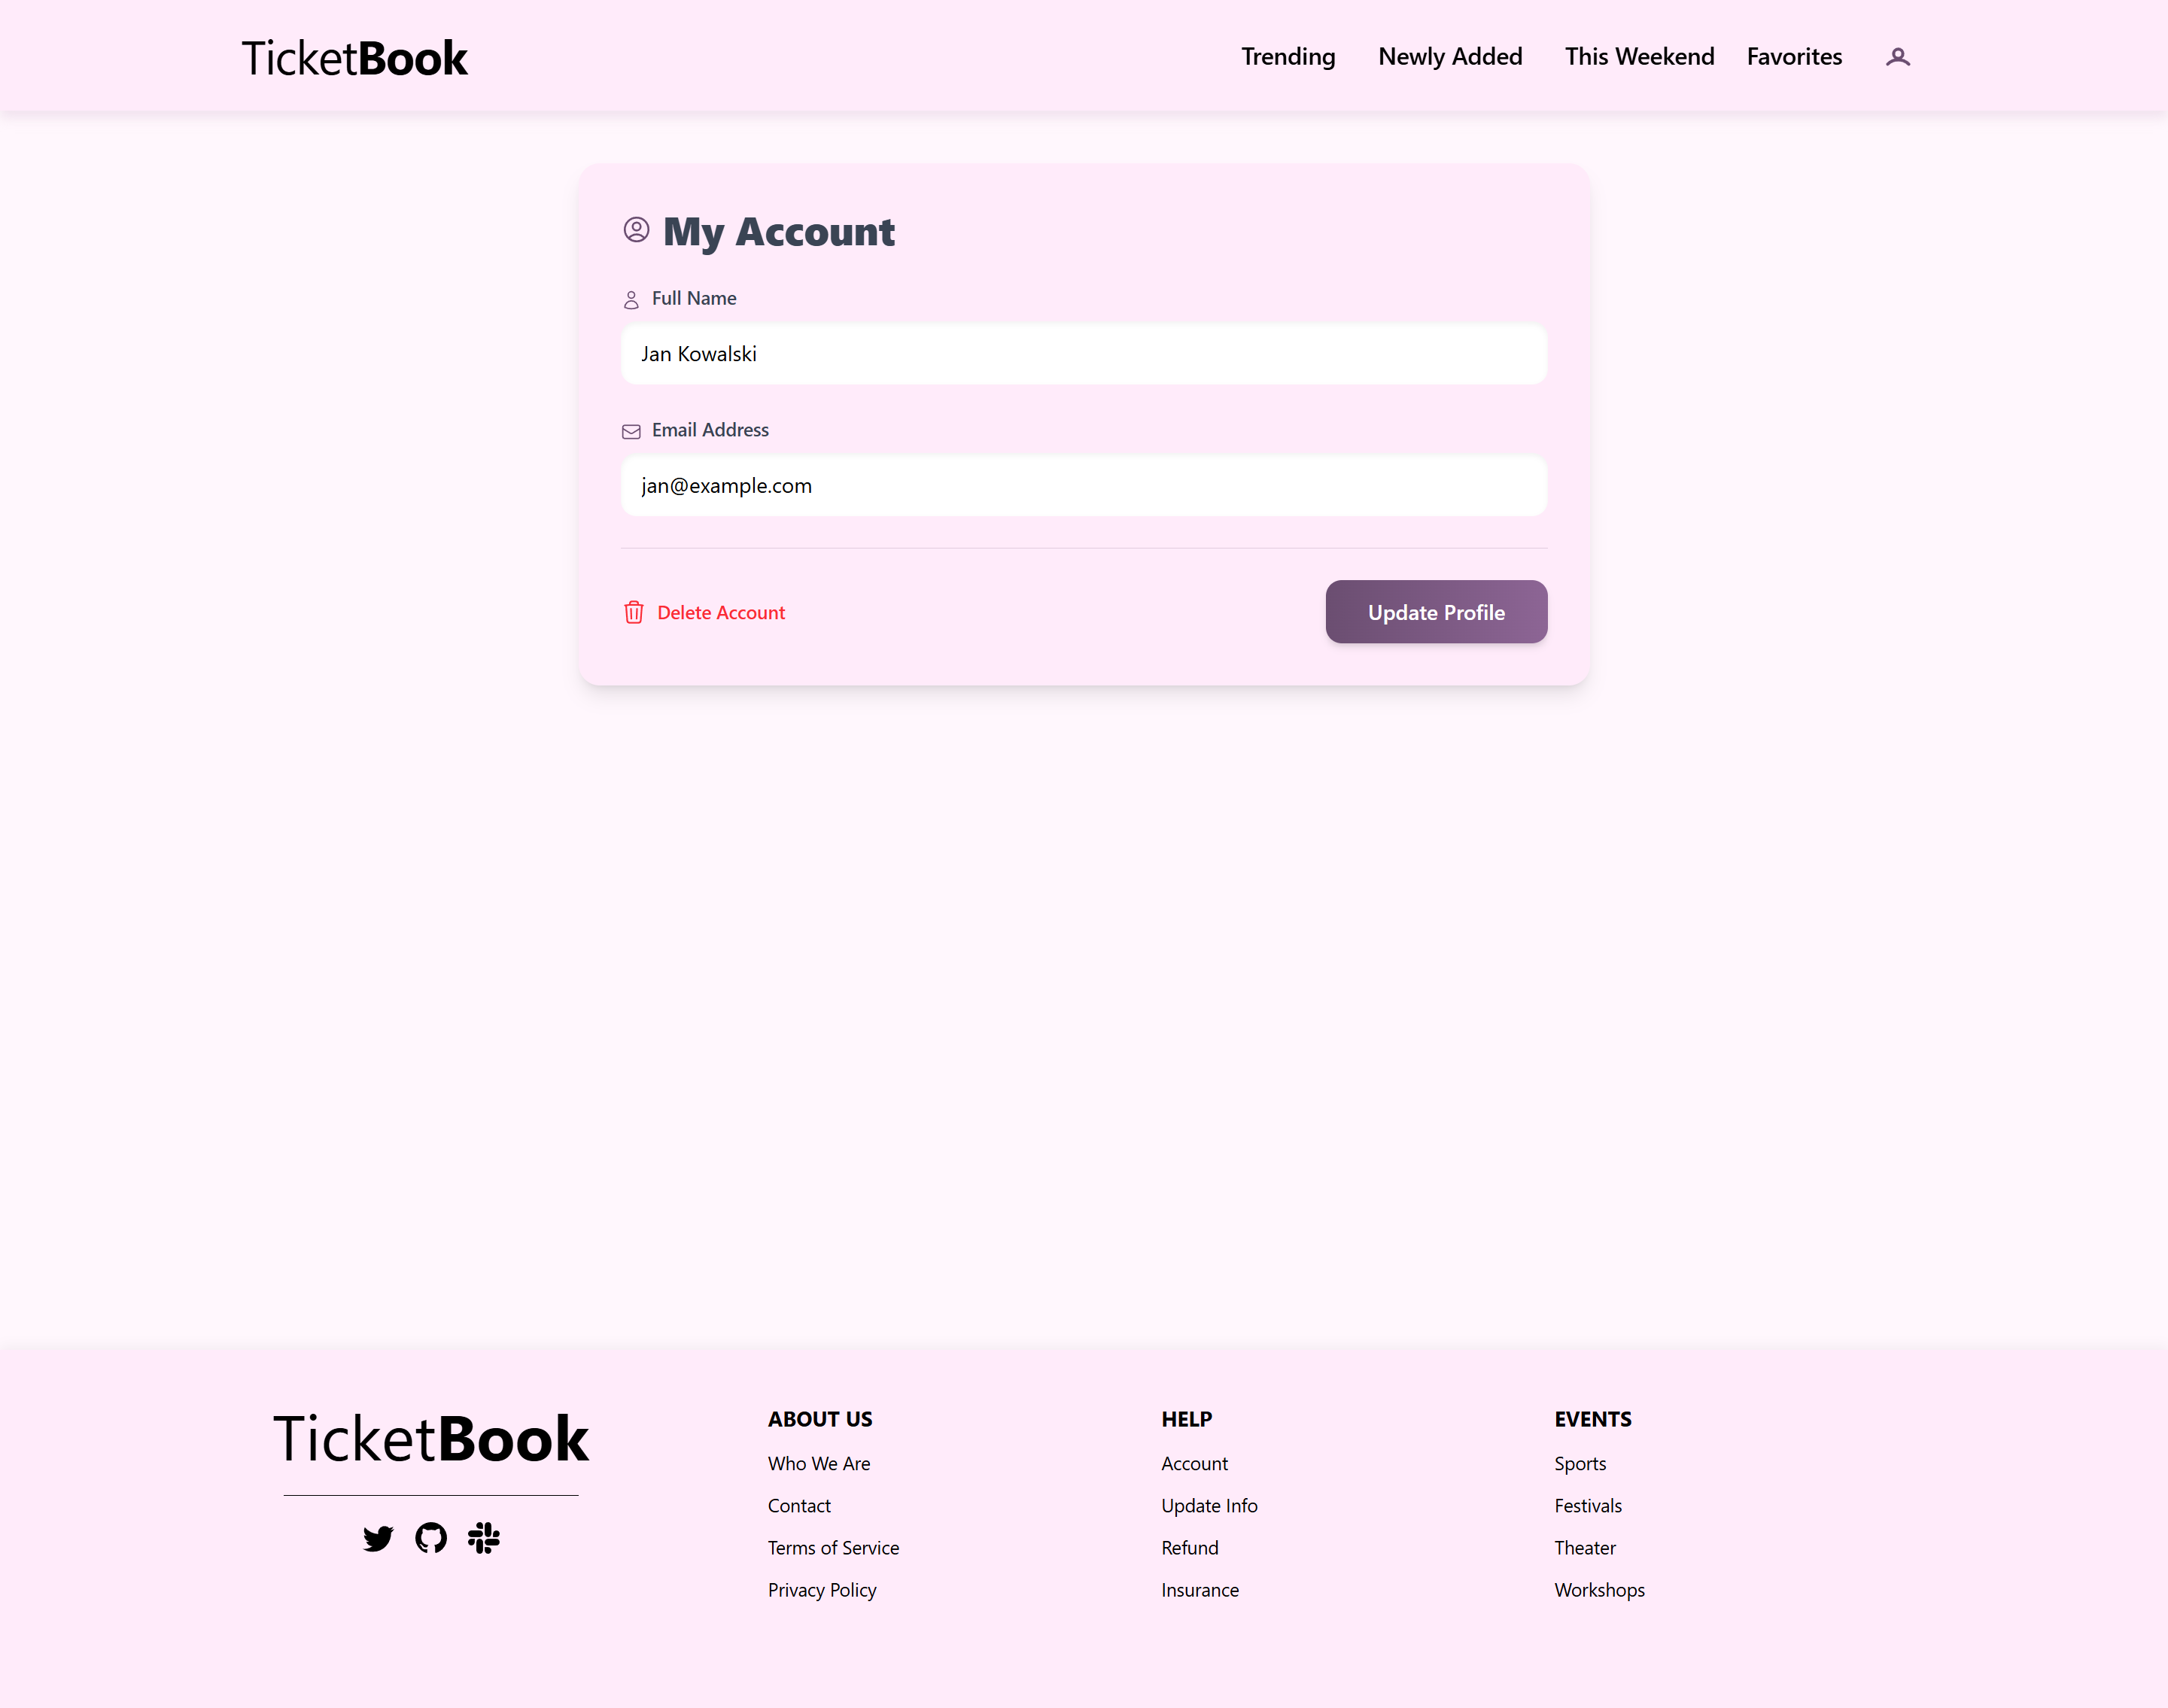 TicketBook
Trending Newly Added This Weekend Favorites
My Account
Full Name
Jan Kowalski
Email Address
jan@example.com
Delete Account
Update Profile
TicketBook
ABOUT US
Who We Are
Contact
Terms of Service
Privacy Policy
HELP
Account
Update Info
Refund
Insurance
EVENTS
Sports
Festivals
Theater
Workshops